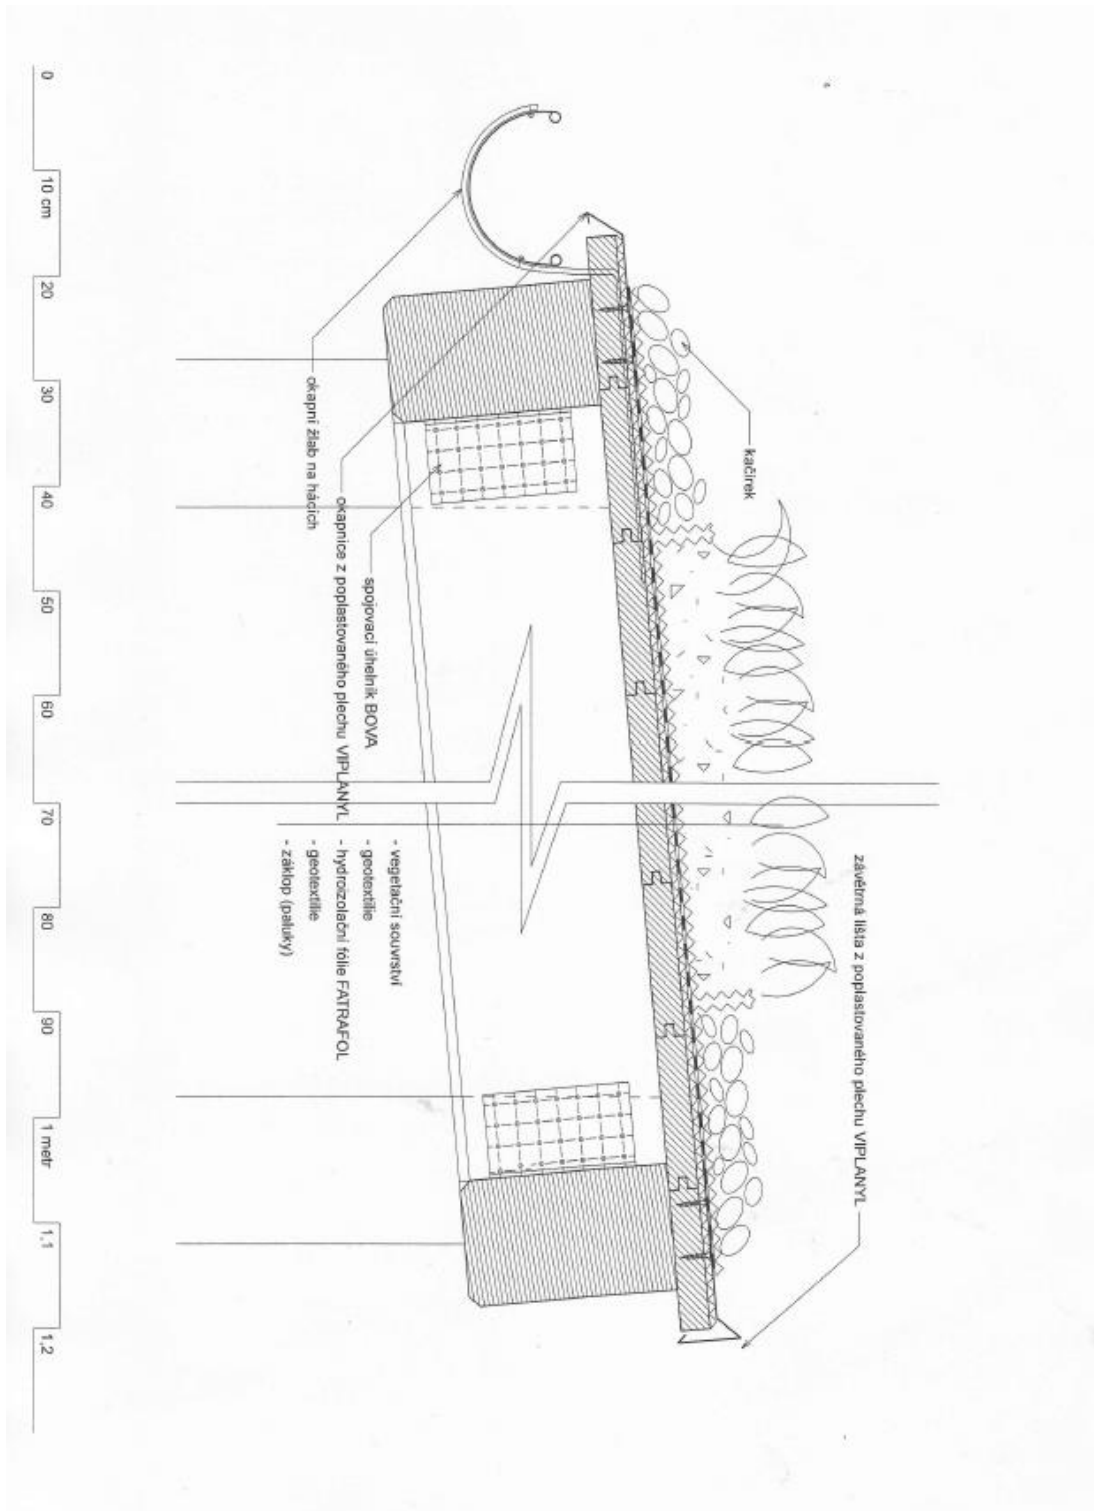 závětrná lišta z poplastovaného plechu VIPLANYL
kačírek
- vegetační souvrství
- geotextilie
- hydroizolační fólie FATRAFOL
- geotextilie
- záklop (palubky)
spojovací úhelník BOVA
okapnice z poplastovaného plechu VIPLANYL
okapní žlab na hácích
0
10 cm
20
30
40
50
60
70
80
90
1 metr
1,1
1,2